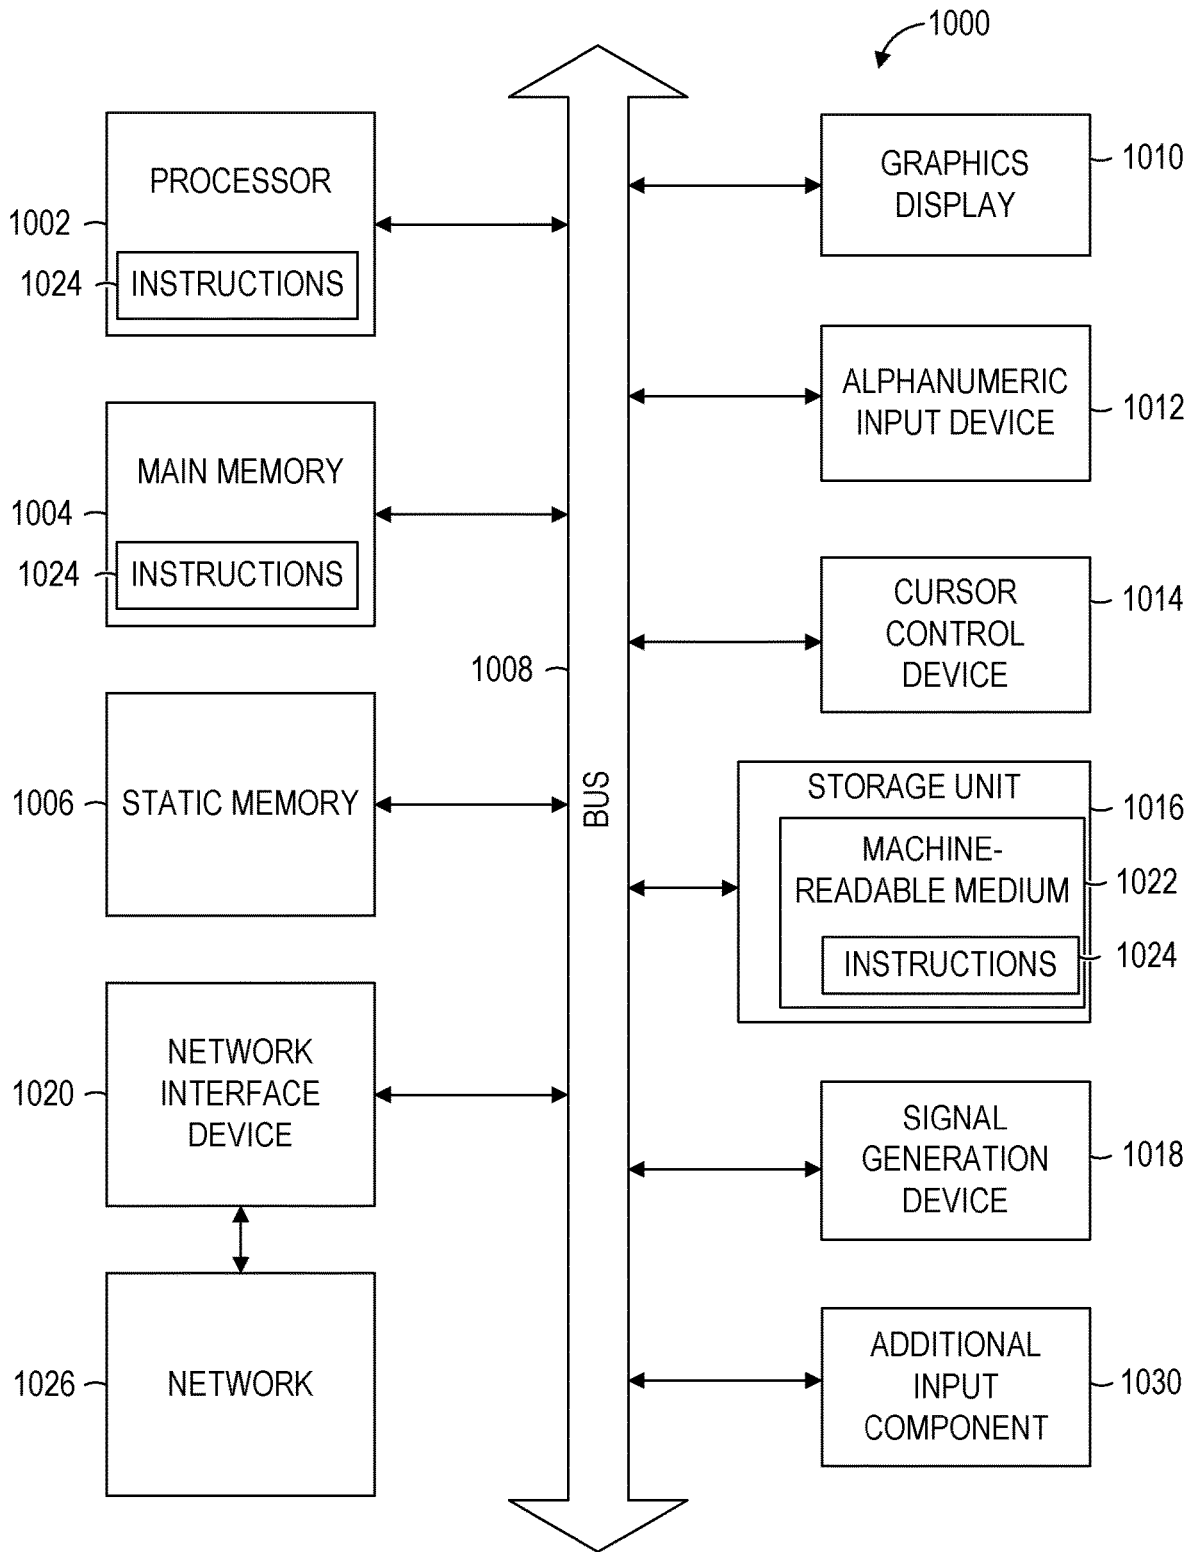 1000
PROCESSOR
1002
1024
INSTRUCTIONS
MAIN MEMORY
1004
1024
INSTRUCTIONS
1008
STATIC MEMORY
1006
BUS
NETWORK
INTERFACE
DEVICE
1020
NETWORK
1026
GRAPHICS
DISPLAY
1010
ALPHANUMERIC
INPUT DEVICE
1012
CURSOR
CONTROL
DEVICE
1014
STORAGE UNIT
1016
MACHINE-
READABLE MEDIUM
1022
INSTRUCTIONS
1024
SIGNAL
GENERATION
DEVICE
1018
ADDITIONAL
INPUT
COMPONENT
1030